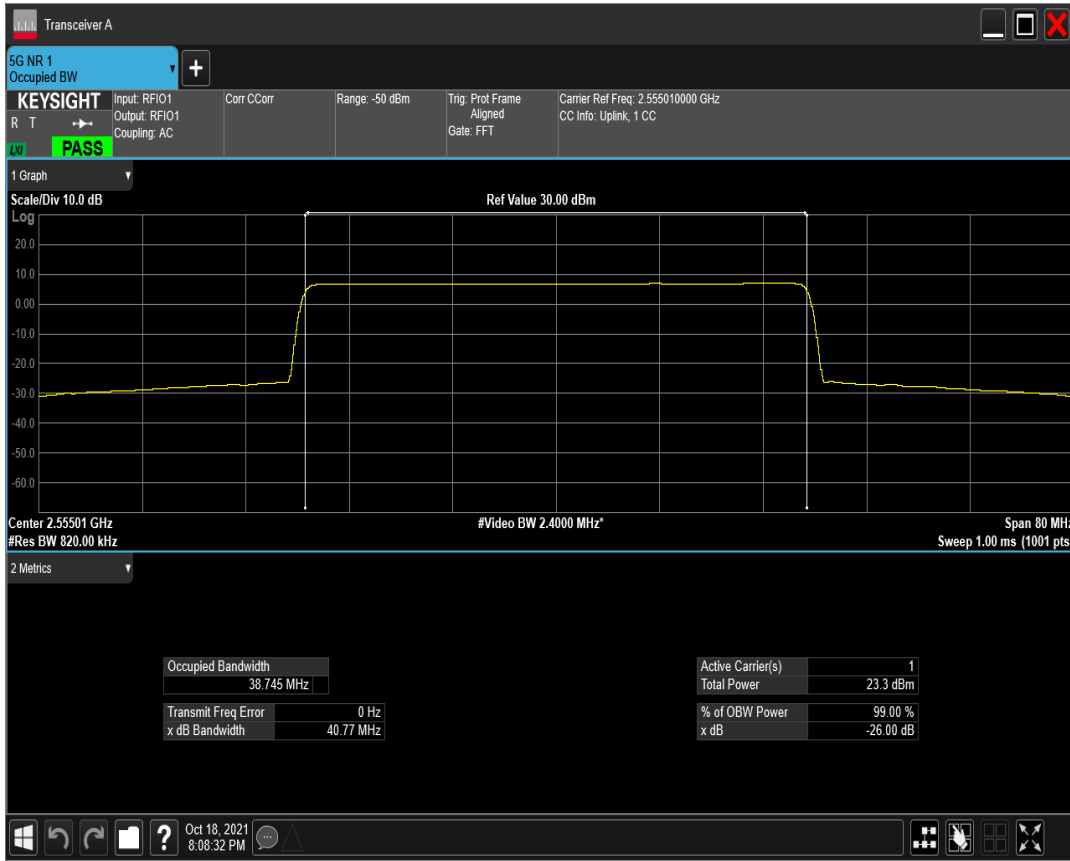 Transceiver A
5G NR 1
Occupied BW
KEYSIGHT
R T
LXI
PASS
Input: RFIO1
Output: RFIO1
Coupling: AC
Corr CCorr
Range: -50 dBm
Trig: Prot Frame
Aligned
Gate: FFT
Carrier Ref Freq: 2.555010000 GHz
CC Info: Uplink, 1 CC
1 Graph
Scale/Div 10.0 dB
Ref Value 30.00 dBm
Log
20.0
10.0
0.00
-10.0
-20.0
-30.0
-40.0
-50.0
-60.0
Center 2.55501 GHz
#Video BW 2.4000 MHz*
Span 80 MHz
#Res BW 820.00 kHz
Sweep 1.00 ms (1001 pts
2 Metrics
Occupied Bandwidth
38.745 MHz
Transmit Freq Error 0 Hz
x dB Bandwidth 40.77 MHz
Active Carrier(s) 1
Total Power 23.3 dBm
% of OBW Power 99.00 %
x dB -26.00 dB
?
Oct 18, 2021
8:08:32 PM